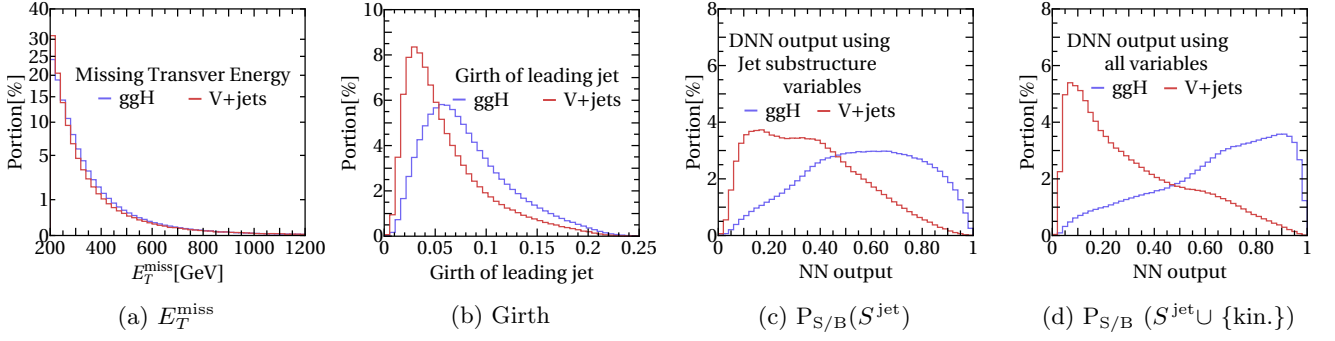 Portion[%]
40
30
25
20
15
10
5
1
Missing Transver Energy
ggH V+jets
200 400 600 800 1000 1200
E_T^miss[GeV]
(a) E_T^miss
Portion[%]
10
8
6
4
2
0
Girth of leading jet
ggH V+jets
0 0.05 0.1 0.15 0.2 0.25
Girth of leading jet
(b) Girth
Portion[%]
8
6
4
2
0
DNN output using
Jet substructure
variables
ggH V+jets
0 0.20 0.40 0.60 0.80 1
NN output
(c) P_S/B(S^jet)
Portion[%]
8
6
4
2
0
DNN output using
all variables
ggH V+jets
0 0.20 0.40 0.60 0.80 1
NN output
(d) P_S/B (S^jet∪ {kin.})